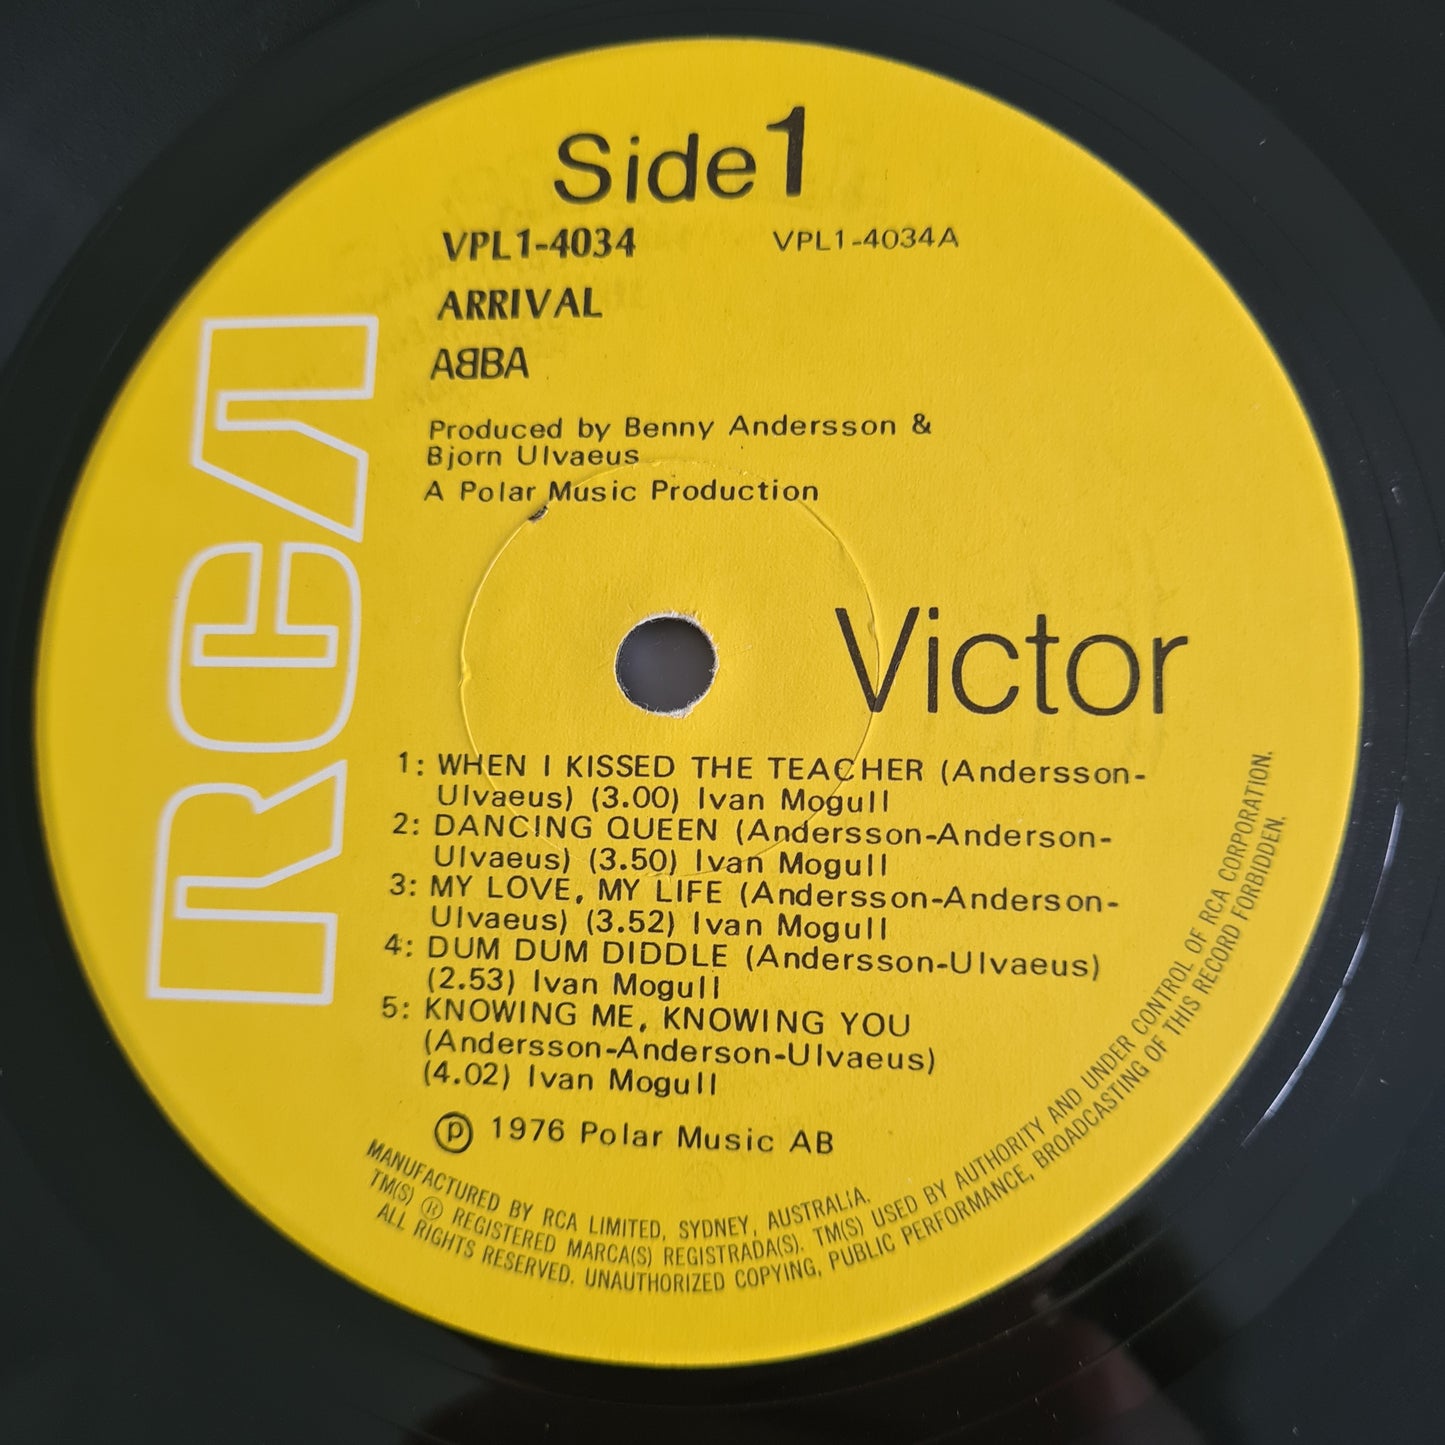 Side 1
VPL1-4034 VPL1-4034A
ARRIVAL
ABBA
Produced by Benny Andersson &
Bjorn Ulvaeus
A Polar Music Production
RCA
Victor
1: WHEN I KISSED THE TEACHER (Andersson-
Ulvaeus) (3.00) Ivan Mogull
2: DANCING QUEEN (Andersson-Anderson-
Ulvaeus) (3.50) Ivan Mogull
3: MY LOVE, MY LIFE (Andersson-Anderson-
Ulvaeus) (3.52) Ivan Mogull
4: DUM DUM DIDDLE (Andersson-Ulvaeus)
(2.53) Ivan Mogull
5: KNOWING ME, KNOWING YOU
(Andersson-Anderson-Ulvaeus)
(4.02) Ivan Mogull
℗ 1976 Polar Music AB
MANUFACTURED BY RCA LIMITED, SYDNEY, AUSTRALIA.
TM(S) ® REGISTERED MARCA(S) REGISTRADA(S). TM(S) USED BY AUTHORITY AND UNDER CONTROL OF RCA CORPORATION.
ALL RIGHTS RESERVED. UNAUTHORIZED COPYING, PUBLIC PERFORMANCE, BROADCASTING OF THIS RECORD FORBIDDEN.